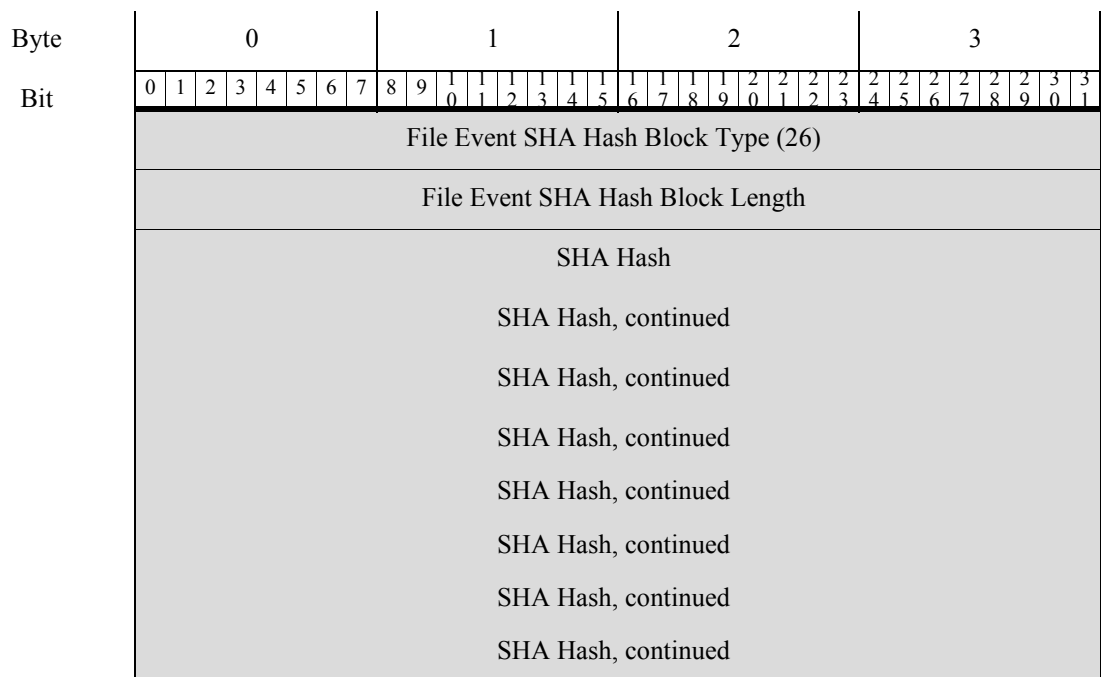 Byte 0 1 2 3
Bit 0 1 2 3 4 5 6 7 8 9 10 11 12 13 14 15 16 17 18 19 20 21 22 23 24 25 26 27 28 29 30 31
File Event SHA Hash Block Type (26)
File Event SHA Hash Block Length
SHA Hash
SHA Hash, continued
SHA Hash, continued
SHA Hash, continued
SHA Hash, continued
SHA Hash, continued
SHA Hash, continued
SHA Hash, continued